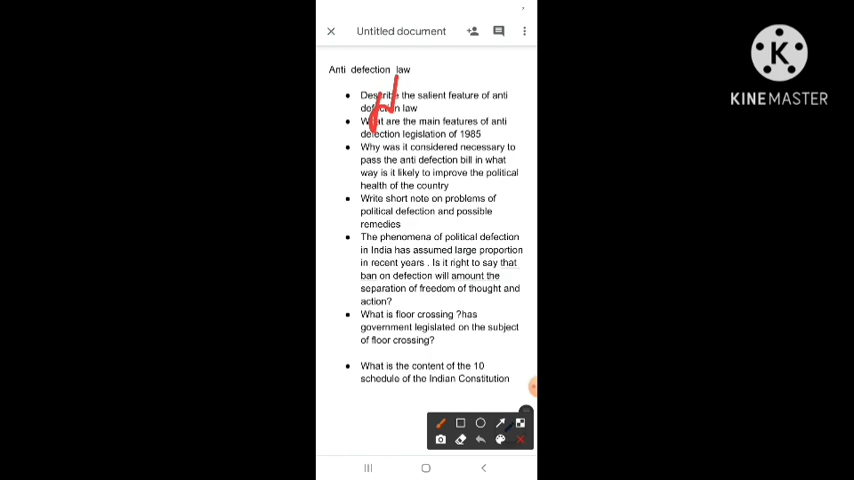 Untitled document
Anti defection law
Describe the salient feature of anti
defection law
What are the main features of anti
defection legislation of 1985
Why was it considered necessary to
pass the anti defection bill in what
way is it likely to improve the political
health of the country
Write short note on problems of
political defection and possible
remedies
The phenomena of political defection
in India has assumed large proportion
in recent years . Is it right to say that
ban on defection will amount the
separation of freedom of thought and
action?
What is floor crossing ?has
government legislated on the subject
of floor crossing?
What is the content of the 10
schedule of the Indian Constitution
K
KINEMASTER